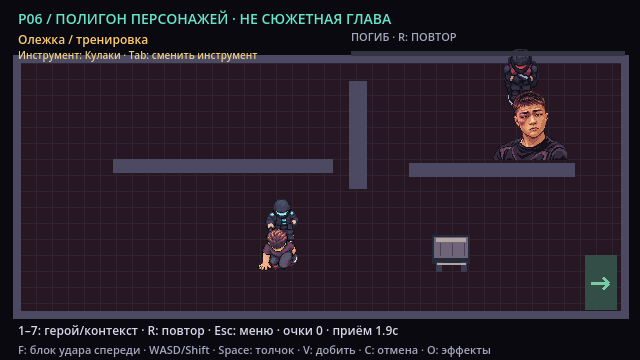 P06 / ПОЛИГОН ПЕРСОНАЖЕЙ · НЕ СЮЖЕТНАЯ ГЛАВА
Олежка / тренировка
ПОГИБ · R: ПОВТОР
Инструмент: Кулаки · Tab: сменить инструмент
1–7: герой/контекст · R: повтор · Esc: меню · очки 0 · приём 1.9с
F: блок удара спереди · WASD/Shift · Space: толчок · V: добить · C: отмена · O: эффекты